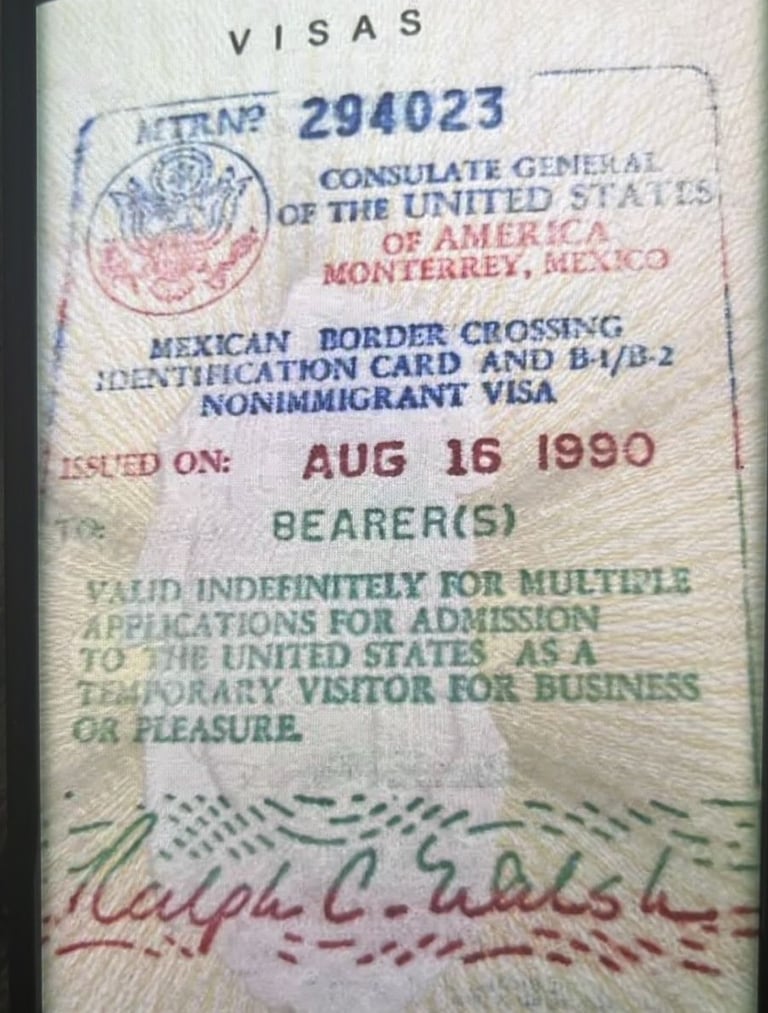 VISAS
MTRN? 294023
CONSULATE GENERAL
OF THE UNITED STATES
OF AMERICA
MONTERREY, MEXICO
MEXICAN BORDER CROSSING
IDENTIFICATION CARD AND B-1/B-2
NONIMMIGRANT VISA
ISSUED ON: AUG 16 1990
TO: BEARER(S)
VALID INDEFINITELY FOR MULTIPLE
APPLICATIONS FOR ADMISSION
TO THE UNITED STATES AS A
TEMPORARY VISITOR FOR BUSINESS
OR PLEASURE.
Ralph C. Walsh